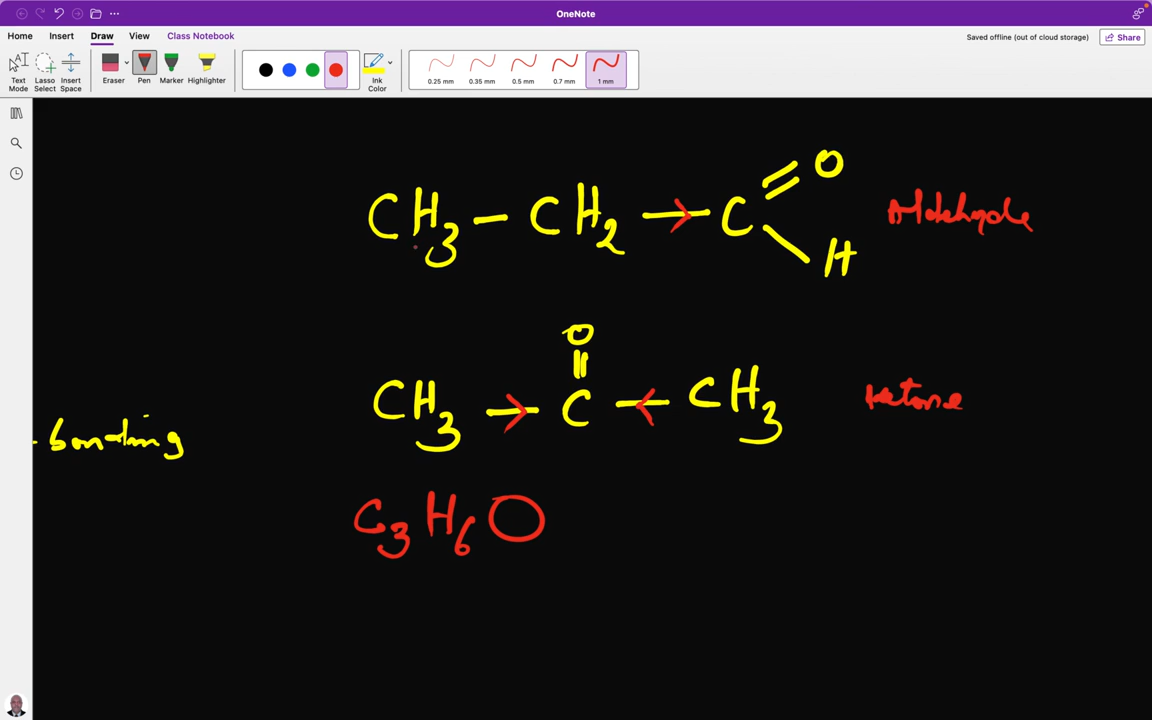 OneNote
Home Insert Draw View Class Notebook
Saved offline (out of cloud storage) Share
Text Mode
Lasso Select
Insert Space
Eraser
Pen
Marker
Highlighter
Ink Color
0.25 mm 0.35 mm 0.5 mm 0.7 mm 1 mm
O
CH3 - CH2 → C Aldehyde
H
O
CH3 → C ← CH3 Ketone
- bonding
C3H6O